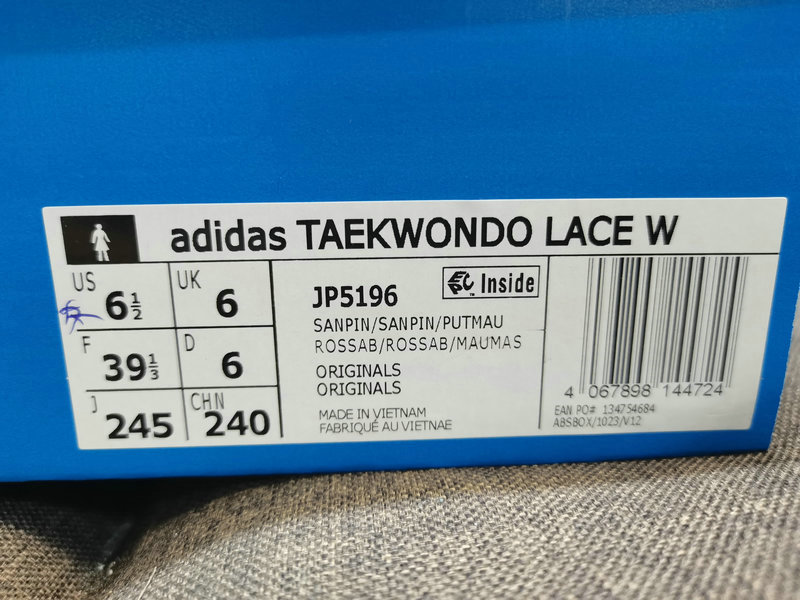 adidas TAEKWONDO LACE W
US 6½
UK 6
F 39⅓
D 6
J 245
CHN 240
JP5196
EPC Inside
™
SANPIN/SANPIN/PUTMAU
ROSSAB/ROSSAB/MAUMAS
ORIGINALS
ORIGINALS
MADE IN VIETNAM
FABRIQUÉ AU VIETNAE
4 067898 144724
EAN PO# 134754684
ABSBOX/1023/V12